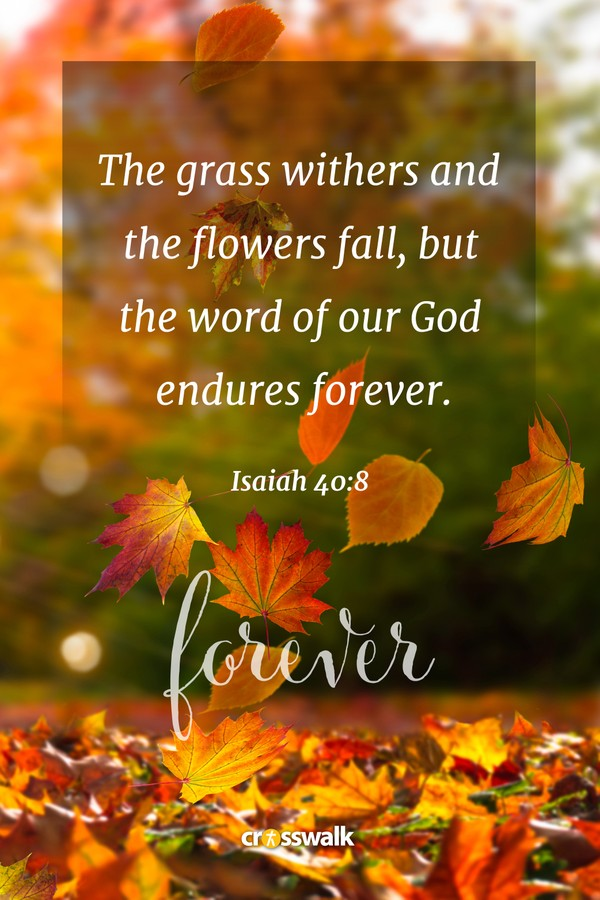 The grass withers and
the flowers fall, but
the word of our God
endures forever.
Isaiah 40:8
forever
crosswalk